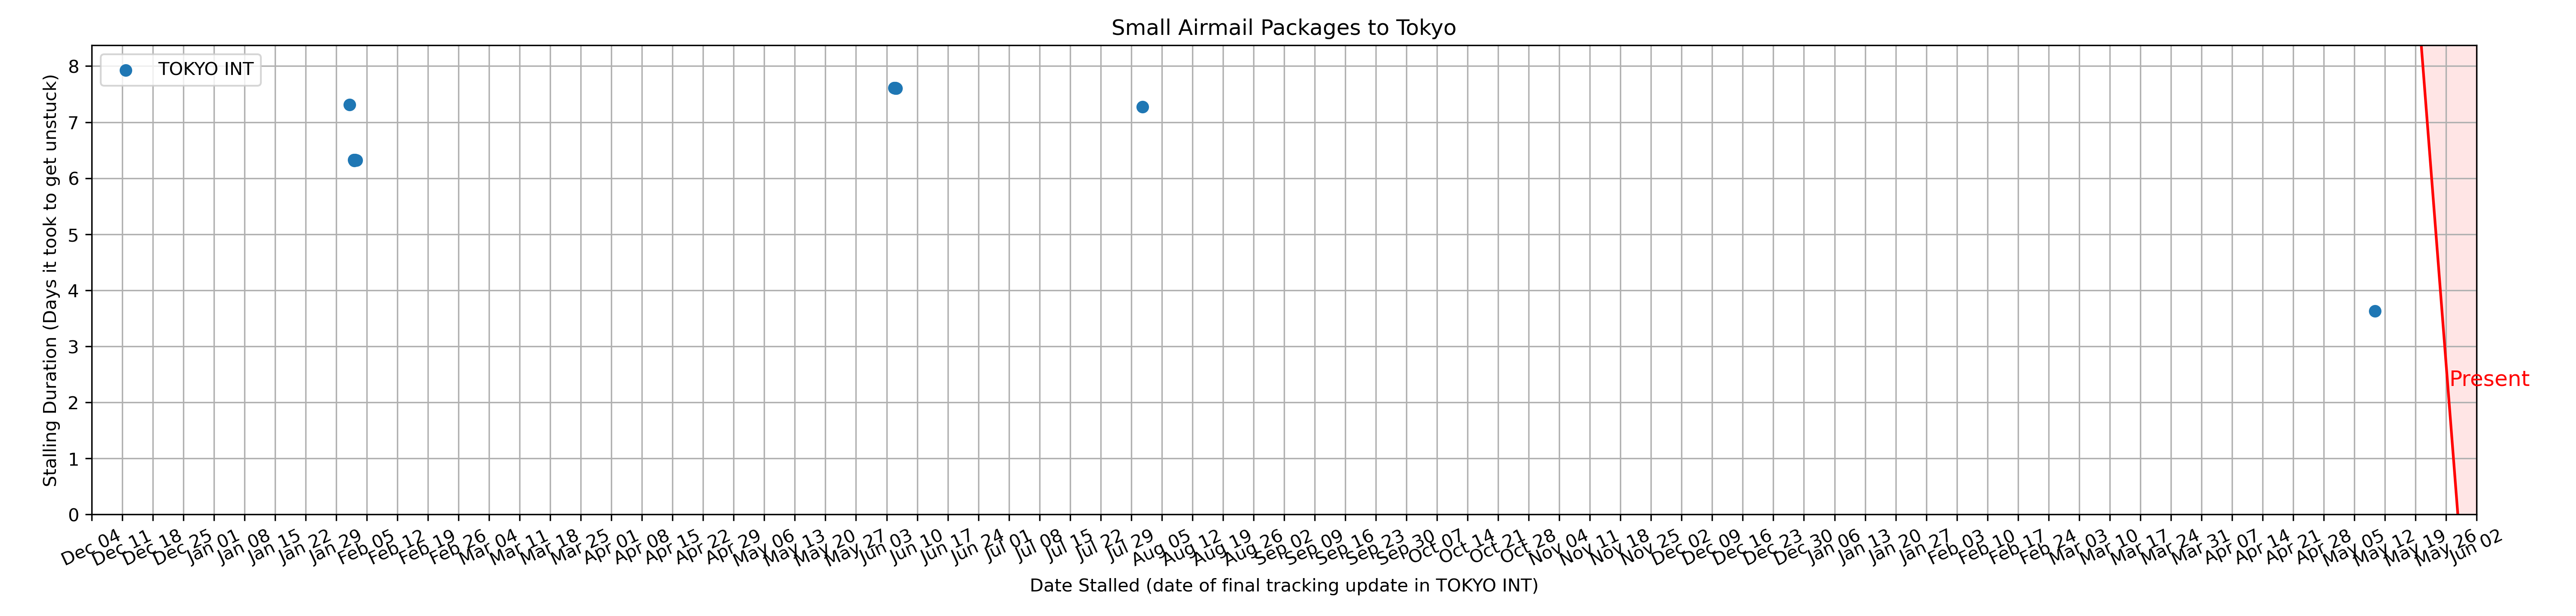 Small Airmail Packages to Tokyo
TOKYO INT
Stalling Duration (Days it took to get unstuck)
8
7
6
5
4
3
2
1
0
Present
Dec 04
Dec 11
Dec 18
Dec 25
Jan 01
Jan 08
Jan 15
Jan 22
Jan 29
Feb 05
Feb 12
Feb 19
Feb 26
Mar 04
Mar 11
Mar 18
Mar 25
Apr 01
Apr 08
Apr 15
Apr 22
Apr 29
May 06
May 13
May 20
May 27
Jun 03
Jun 10
Jun 17
Jun 24
Jul 01
Jul 08
Jul 15
Jul 22
Jul 29
Aug 05
Aug 12
Aug 19
Aug 26
Sep 02
Sep 09
Sep 16
Sep 23
Sep 30
Oct 07
Oct 14
Oct 21
Oct 28
Nov 04
Nov 11
Nov 18
Nov 25
Dec 02
Dec 09
Dec 16
Dec 23
Dec 30
Jan 06
Jan 13
Jan 20
Jan 27
Feb 03
Feb 10
Feb 17
Feb 24
Mar 03
Mar 10
Mar 17
Mar 24
Mar 31
Apr 07
Apr 14
Apr 21
Apr 28
May 05
May 12
May 19
May 26
Jun 02
Date Stalled (date of final tracking update in TOKYO INT)